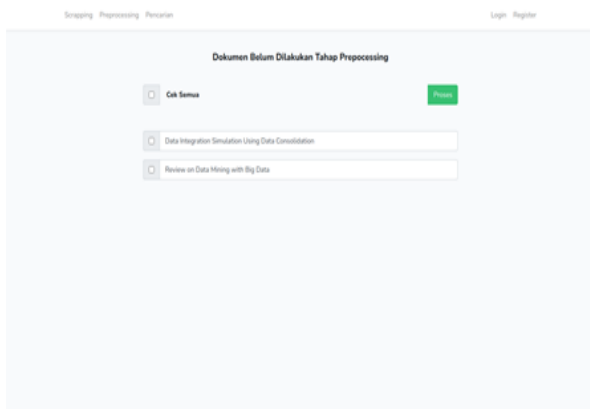 Scrapping Preprocessing Pencarian Login Register
Dokumen Belum Dilakukan Tahap Prepocessing
Cek Semua Proses
Data Integration Simulation Using Data Consolidation
Review on Data Mining with Big Data